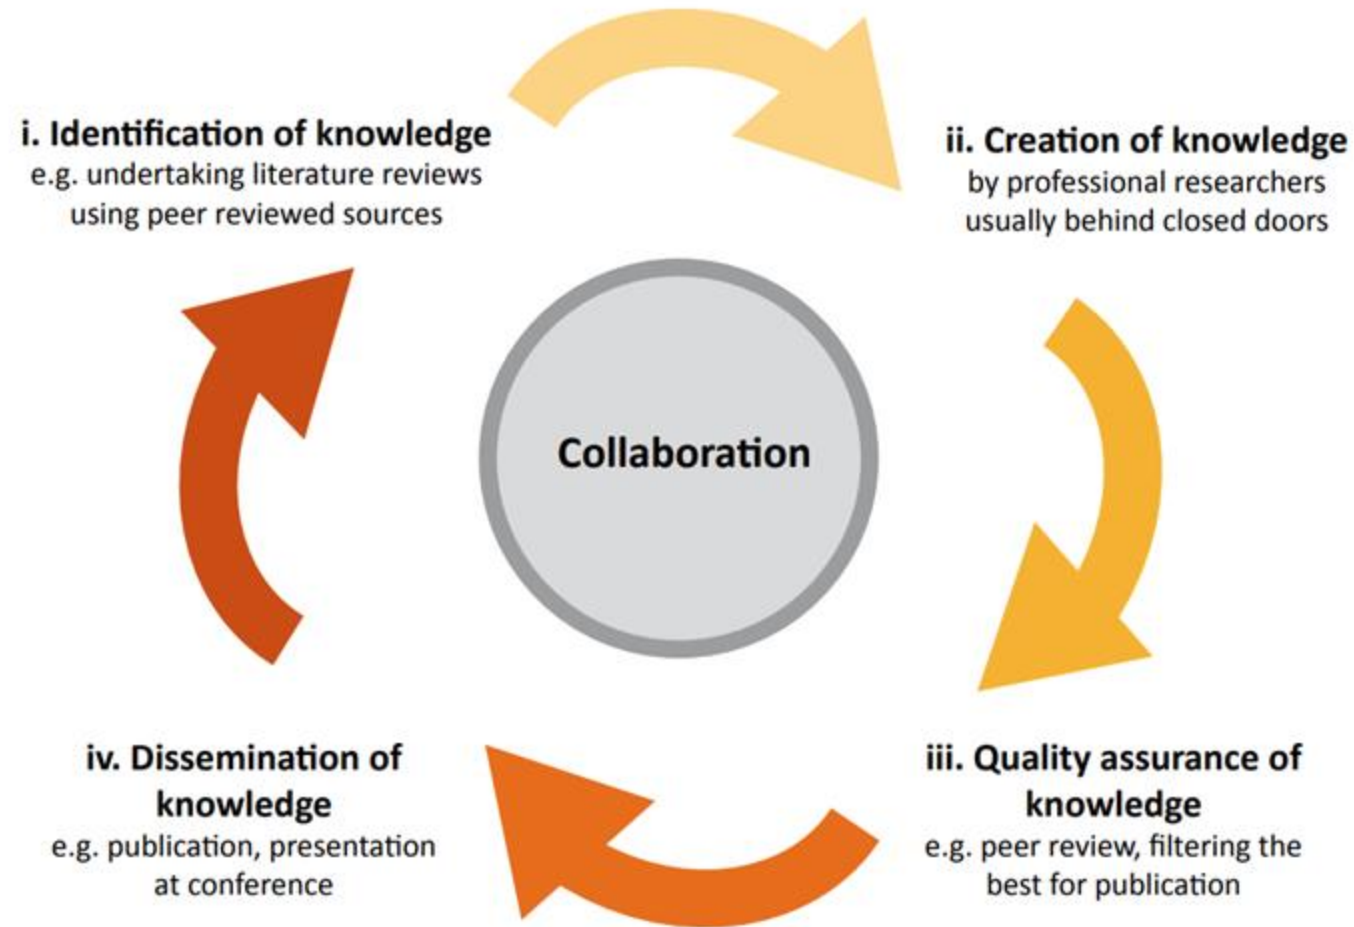 i. Identification of knowledge
e.g. undertaking literature reviews
using peer reviewed sources
ii. Creation of knowledge
by professional researchers
usually behind closed doors
Collaboration
iii. Quality assurance of
knowledge
e.g. peer review, filtering the
best for publication
iv. Dissemination of
knowledge
e.g. publication, presentation
at conference